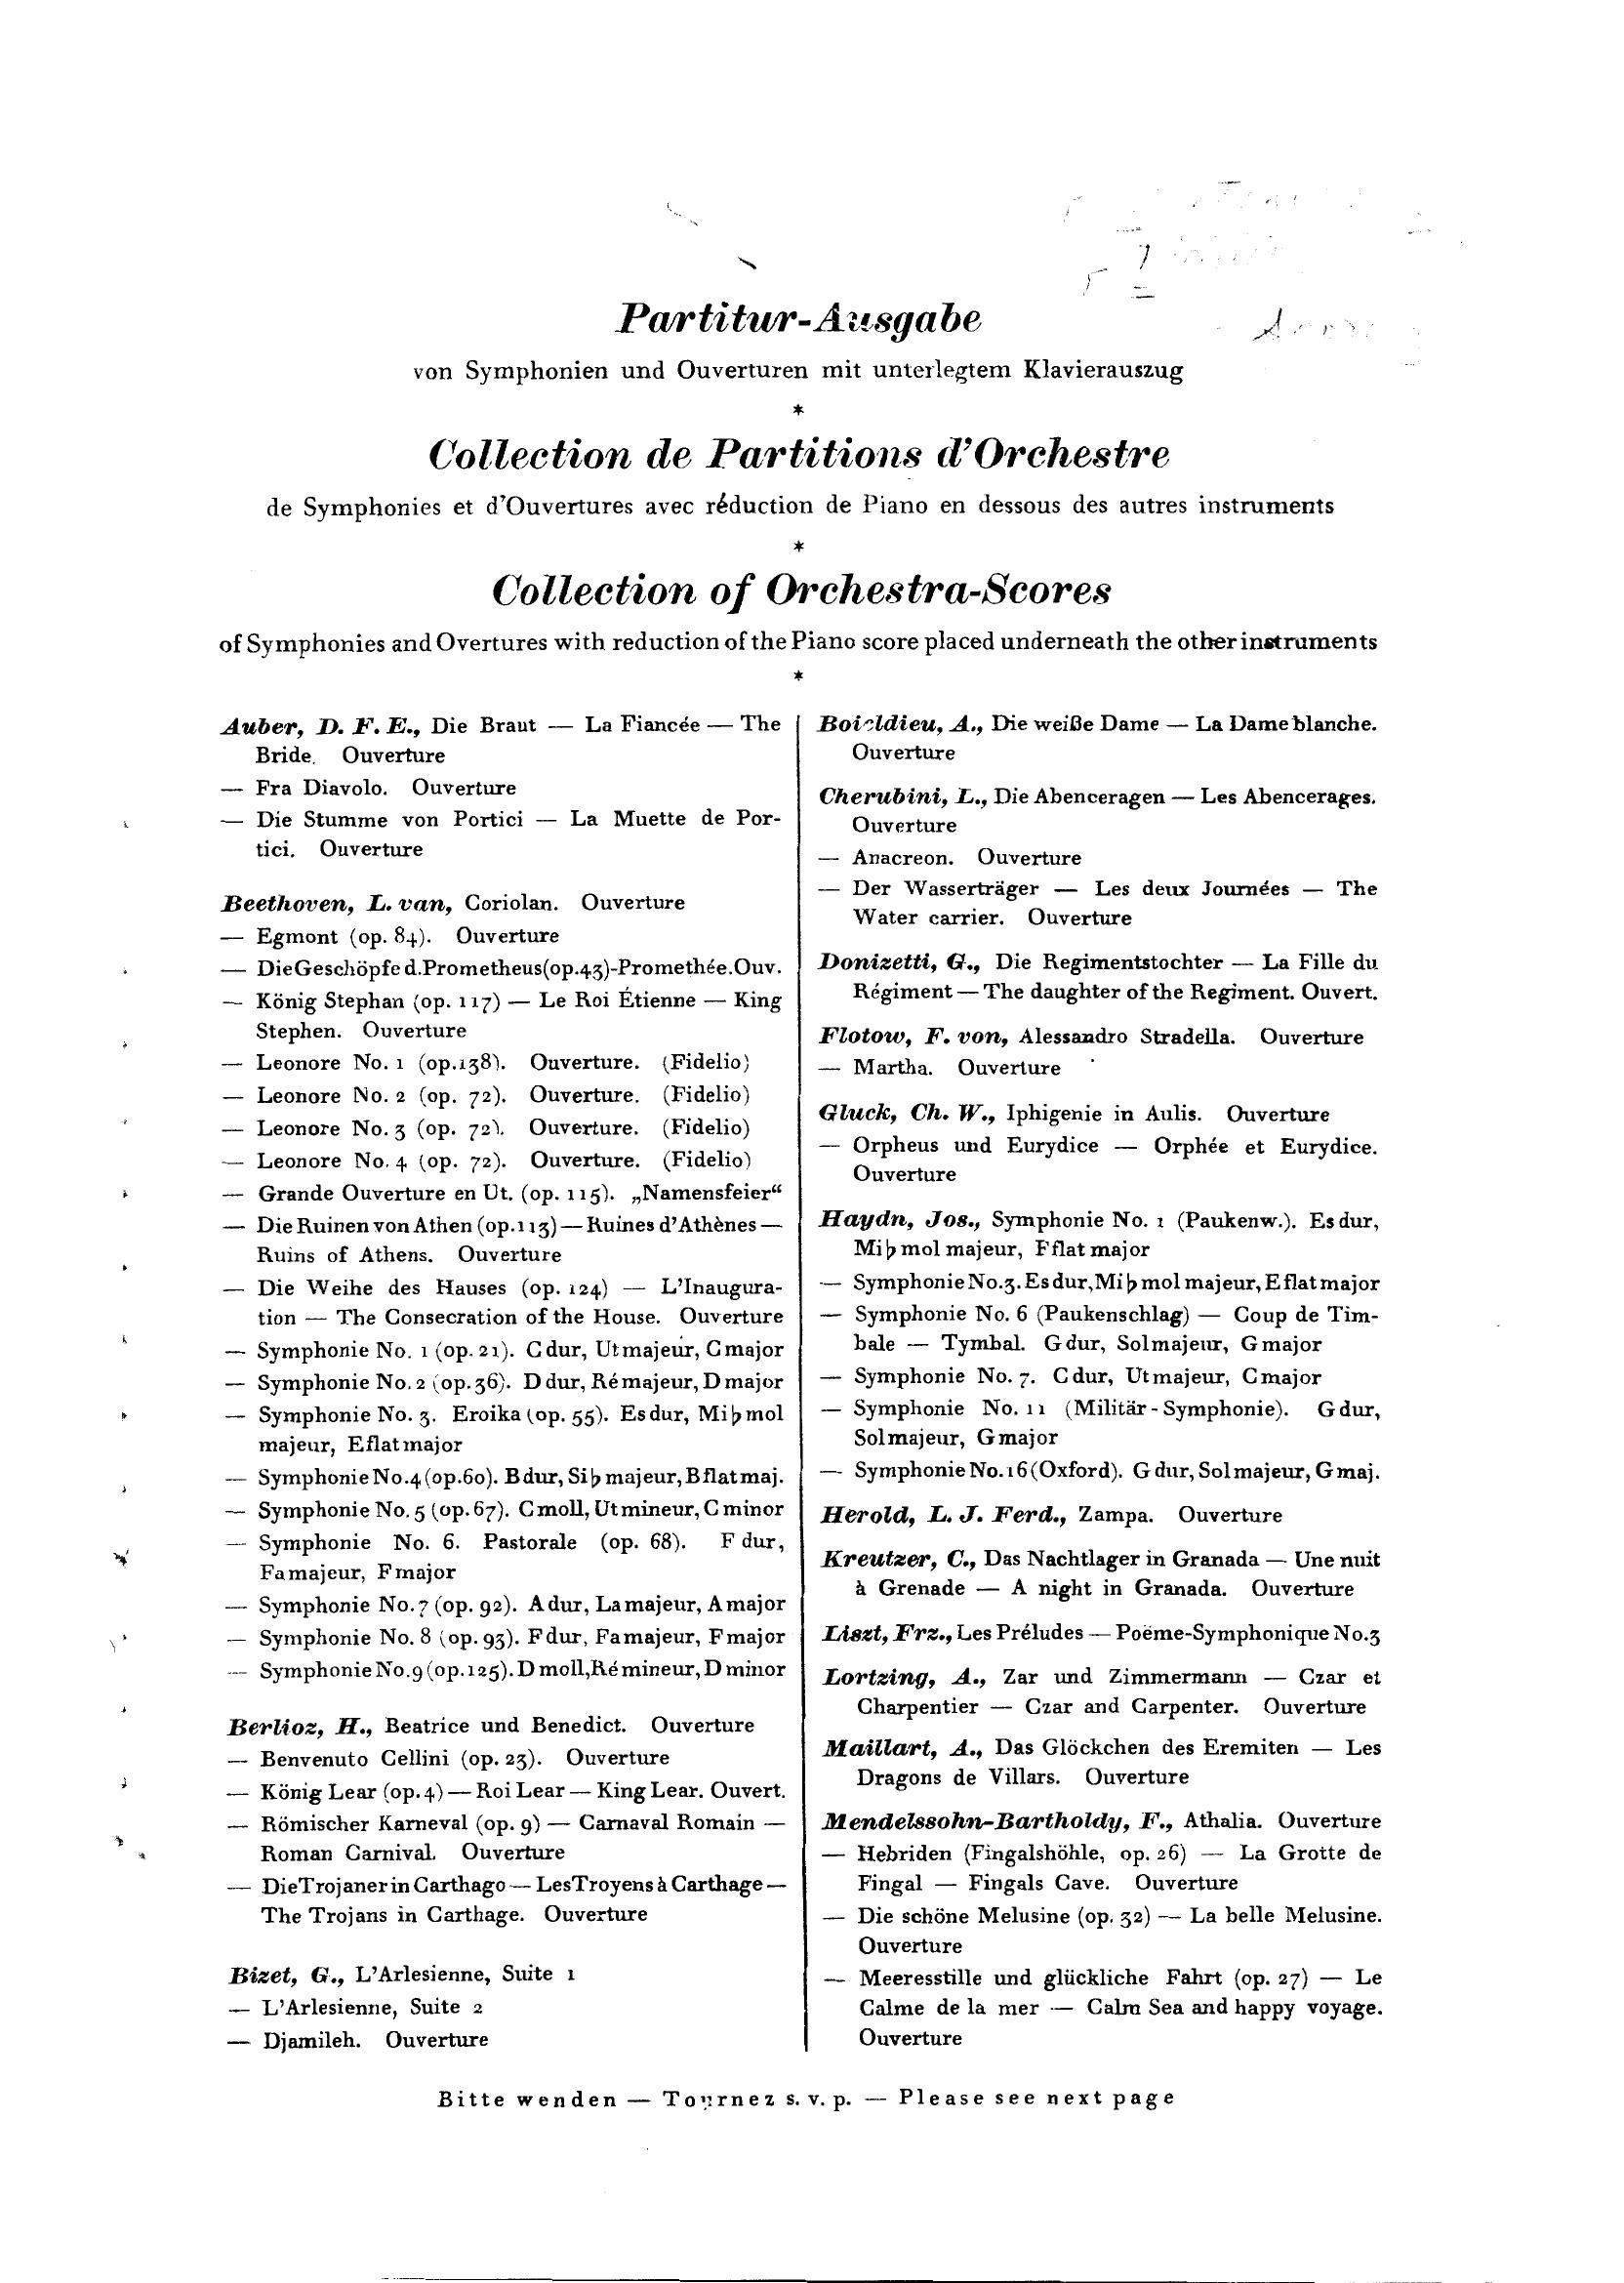 Partitur-Ausgabe
von Symphonien und Ouverturen mit unterlegtem Klavierauszug
*
Collection de Partitions d'Orchestre
de Symphonies et d'Ouvertures avec réduction de Piano en dessous des autres instruments
*
Collection of Orchestra-Scores
of Symphonies and Overtures with reduction of the Piano score placed underneath the other instruments
*
Auber, D. F. E., Die Braut — La Fiancée — The
Bride. Ouverture
— Fra Diavolo. Ouverture
— Die Stumme von Portici — La Muette de Por-
tici. Ouverture
Beethoven, L. van, Coriolan. Ouverture
— Egmont (op. 84). Ouverture
— Die Geschöpfe d. Prometheus (op. 43)-Promethée. Ouv.
— König Stephan (op. 117) — Le Roi Étienne — King
Stephen. Ouverture
— Leonore No. 1 (op. 138). Ouverture. (Fidelio)
— Leonore No. 2 (op. 72). Ouverture. (Fidelio)
— Leonore No. 3 (op. 72). Ouverture. (Fidelio)
— Leonore No. 4 (op. 72). Ouverture. (Fidelio)
— Grande Ouverture en Ut. (op. 115). „Namensfeier“
— Die Ruinen von Athen (op. 113) — Ruines d'Athènes —
Ruins of Athens. Ouverture
— Die Weihe des Hauses (op. 124) — L'Inaugura-
tion — The Consecration of the House. Ouverture
— Symphonie No. 1 (op. 21). C dur, Ut majeur, C major
— Symphonie No. 2 (op. 36). D dur, Ré majeur, D major
— Symphonie No. 3. Eroika (op. 55). Es dur, Mi ♭ mol
majeur, E flat major
— Symphonie No. 4 (op. 60). B dur, Si ♭ majeur, B flat maj.
— Symphonie No. 5 (op. 67). C moll, Ut mineur, C minor
— Symphonie No. 6. Pastorale (op. 68). F dur,
Fa majeur, F major
— Symphonie No. 7 (op. 92). A dur, La majeur, A major
— Symphonie No. 8 (op. 93). F dur, Fa majeur, F major
— Symphonie No. 9 (op. 125). D moll, Ré mineur, D minor
Berlioz, H., Beatrice und Benedict. Ouverture
— Benvenuto Cellini (op. 23). Ouverture
— König Lear (op. 4) — Roi Lear — King Lear. Ouvert.
— Römischer Karneval (op. 9) — Carnaval Romain —
Roman Carnival. Ouverture
— Die Trojaner in Carthago — Les Troyens à Carthage —
The Trojans in Carthage. Ouverture
Bizet, G., L'Arlesienne, Suite 1
— L'Arlesienne, Suite 2
— Djamileh. Ouverture
Boieldieu, A., Die weiße Dame — La Dame blanche.
Ouverture
Cherubini, L., Die Abenceragen — Les Abencerages.
Ouverture
— Anacreon. Ouverture
— Der Wasserträger — Les deux Journées — The
Water carrier. Ouverture
Donizetti, G., Die Regimentstochter — La Fille du
Régiment — The daughter of the Regiment. Ouvert.
Flotow, F. von, Alessandro Stradella. Ouverture
— Martha. Ouverture
Gluck, Ch. W., Iphigenie in Aulis. Ouverture
— Orpheus und Eurydice — Orphée et Eurydice.
Ouverture
Haydn, Jos., Symphonie No. 1 (Paukenw.). Es dur,
Mi ♭ mol majeur, F flat major
— Symphonie No. 3. Es dur, Mi ♭ mol majeur, E flat major
— Symphonie No. 6 (Paukenschlag) — Coup de Tim-
bale — Tymbal. G dur, Sol majeur, G major
— Symphonie No. 7. C dur, Ut majeur, C major
— Symphonie No. 11 (Militär-Symphonie). G dur,
Sol majeur, G major
— Symphonie No. 16 (Oxford). G dur, Sol majeur, G maj.
Herold, L. J. Ferd., Zampa. Ouverture
Kreutzer, C., Das Nachtlager in Granada — Une nuit
à Grenade — A night in Granada. Ouverture
Liszt, Frz., Les Préludes — Poëme-Symphonique No. 3
Lortzing, A., Zar und Zimmermann — Czar et
Charpentier — Czar and Carpenter. Ouverture
Maillart, A., Das Glöckchen des Eremiten — Les
Dragons de Villars. Ouverture
Mendelssohn-Bartholdy, F., Athalia. Ouverture
— Hebriden (Fingalshöhle, op. 26) — La Grotte de
Fingal — Fingals Cave. Ouverture
— Die schöne Melusine (op. 32) — La belle Melusine.
Ouverture
— Meeresstille und glückliche Fahrt (op. 27) — Le
Calme de la mer — Calm Sea and happy voyage.
Ouverture
Bitte wenden — Tournez s. v. p. — Please see next page